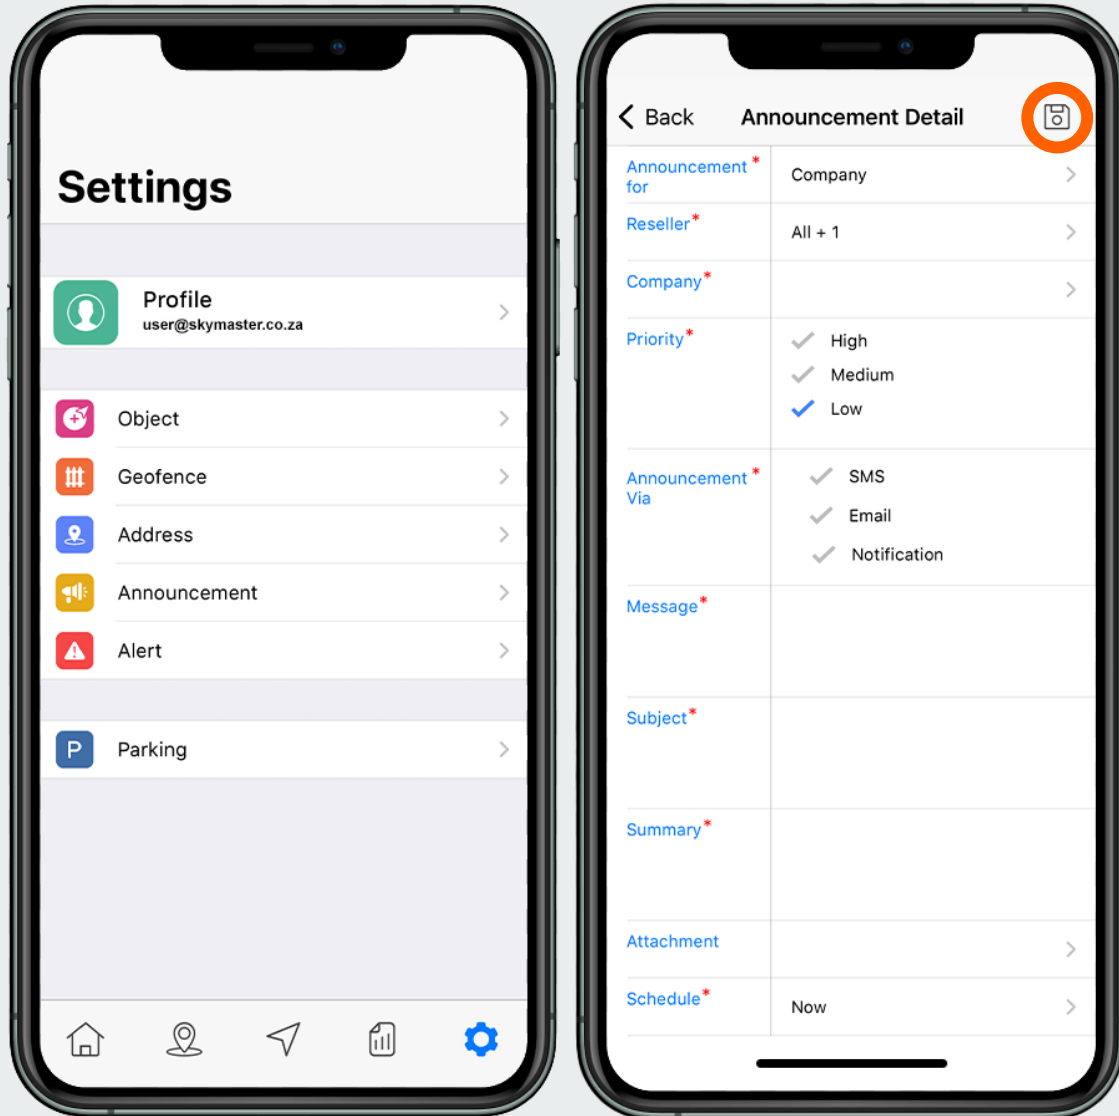 Settings
Profile
user@skymaster.co.za
Object
Geofence
Address
Announcement
Alert
P
Parking
Back
Announcement Detail
Announcement *
for
Company
Reseller*
All + 1
Company*
Priority*
High
Medium
Low
Announcement *
Via
SMS
Email
Notification
Message*
Subject*
Summary*
Attachment
Schedule*
Now